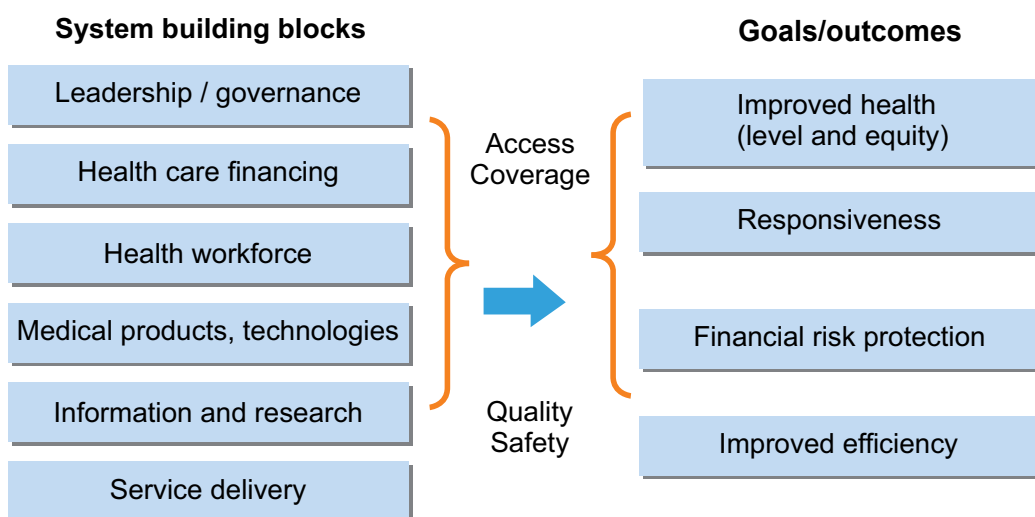 System building blocks
Leadership / governance
Health care financing
Health workforce
Medical products, technologies
Information and research
Service delivery
Access
Coverage
Quality
Safety
Goals/outcomes
Improved health
(level and equity)
Responsiveness
Financial risk protection
Improved efficiency